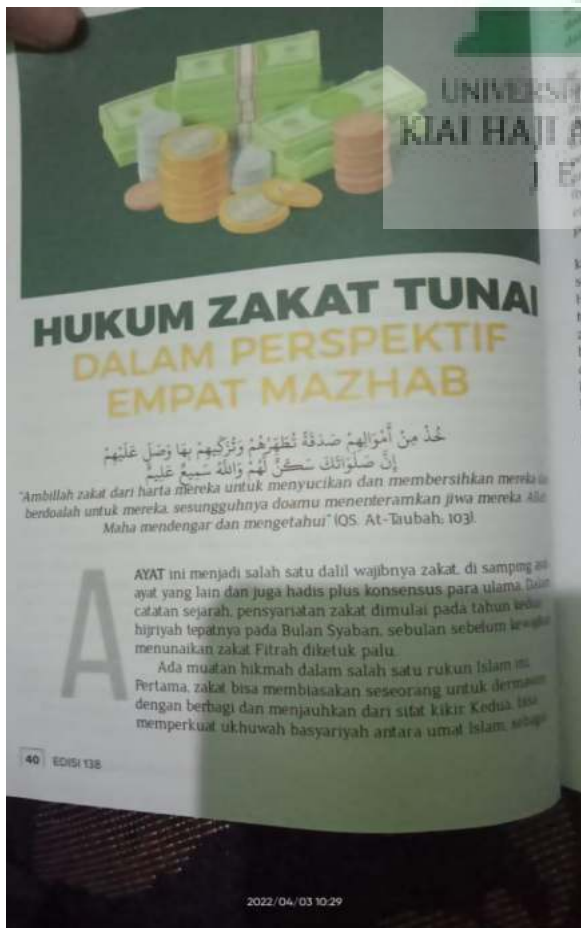 UNIVERSI
KIAI HAJI A
J E
HUKUM ZAKAT TUNAI
DALAM PERSPEKTIF
EMPAT MAZHAB
خُذْ مِنْ أَمْوَالِهِمْ صَدَقَةً تُطَهِّرُهُمْ وَتُزَكِّيهِمْ بِهَا وَصَلِّ عَلَيْهِمْ
إِنَّ صَلَوَاتَكَ سَكَنٌ لَهُمْ وَاللَّهُ سَمِيعٌ عَلِيمٌ
"Ambillah zakat dari harta mereka untuk menyucikan dan membersihkan mereka
berdoalah untuk mereka, sesungguhnya doamu menenteramkan jiwa mereka. Allah
Maha mendengar dan mengetahui" (QS. At-Taubah: 103).
AYAT ini menjadi salah satu dalil wajibnya zakat, di samping
ayat yang lain dan juga hadis plus konsensus para ulama. Dalam
catatan sejarah, pensyariatan zakat dimulai pada tahun kedua
hijriyah tepatnya pada Bulan Syaban, sebulan sebelum
menunaikan zakat Fitrah diketuk palu.
Ada muatan hikmah dalam salah satu rukun Islam ini.
Pertama, zakat bisa membiasakan seseorang untuk dermawan
dengan berbagi dan menjauhkan dari sifat kikir. Kedua, bisa
memperkuat ukhuwah basyariyah antara umat Islam, sebagai
40 EDISI 138
2022/04/03 10:29